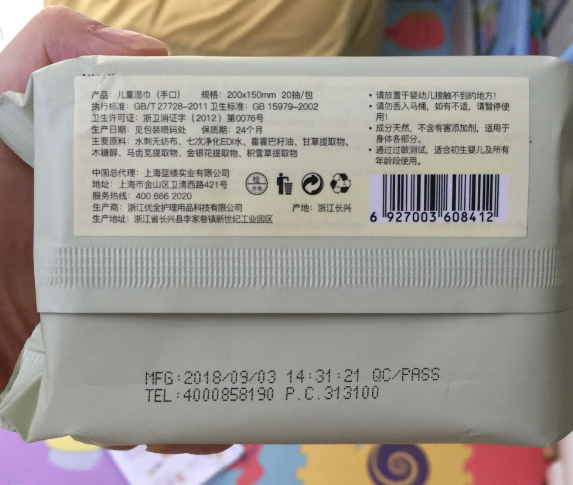 产品：儿童湿巾（手口） 规格：200x150mm 20抽/包
执行标准：GB/T 27728-2011 卫生标准：GB 15979-2002
卫生许可证：浙卫消证字（2012）第0076号
生产日期：见包装喷码处 保质期：24个月
主要原料：水刺无纺布、七次净化EDI水、霍霍巴籽油、甘草提取物、
木糖醇、马齿苋提取物、金银花提取物、积雪草提取物
中国总代理：上海蓝缕实业有限公司
地址：上海市金山区卫清西路421号
服务热线：400 666 2020
生产商：浙江优全护理用品科技有限公司
生产地址：浙江省长兴县李家巷镇新世纪工业园区
产地：浙江长兴
检
合格
• 请放置于婴幼儿接触不到的地方！
• 请勿丢入马桶，如有不适，请暂停使
用！
• 成分天然，不含有害添加剂，适用于
身体各部分。
• 通过过敏测试，适合初生婴儿及所有
年龄段使用。
6 927003 608412
MFG:2018/09/03 14:31:21 QC/PASS
TEL:4000858190 P.C.313100